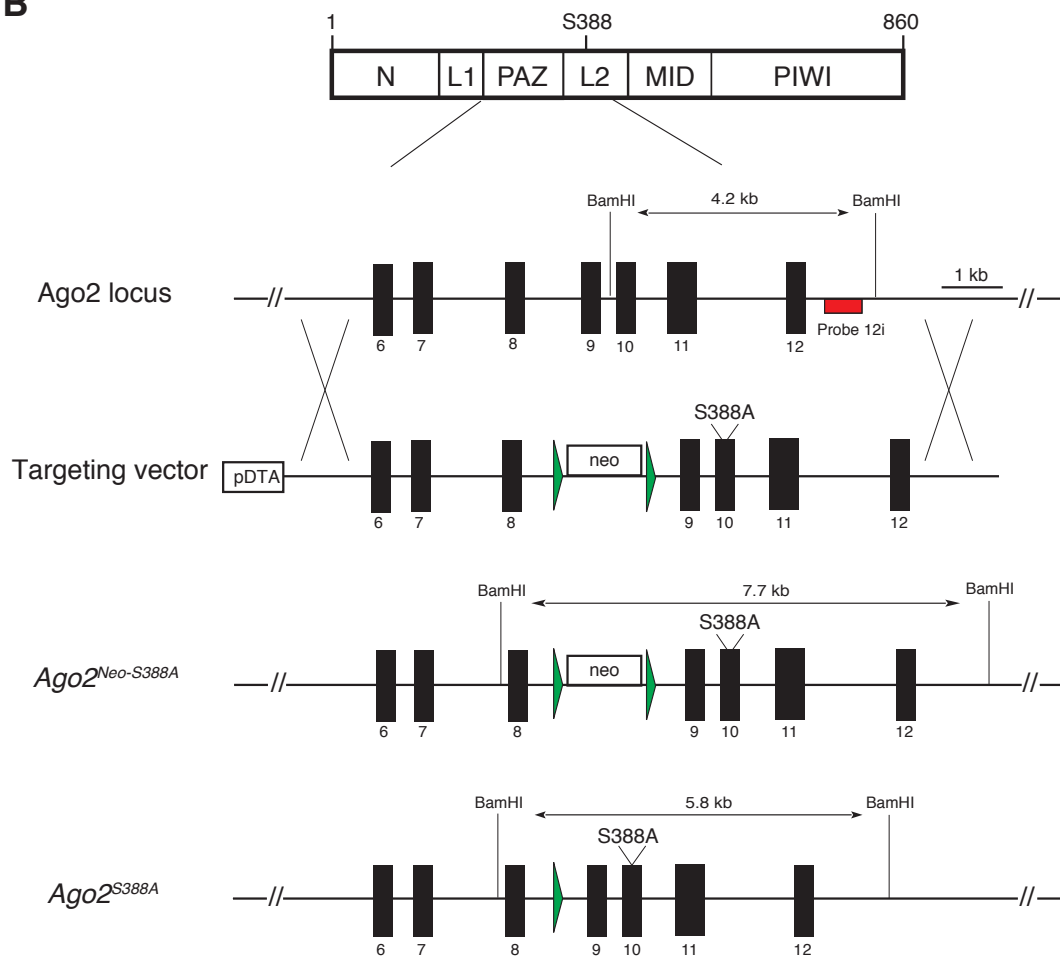 B
1 S388 860
N L1 PAZ L2 MID PIWI
BamHI 4.2 kb BamHI
1 kb
Ago2 locus
Probe 12i
6 7 8 9 10 11 12
S388A
Targeting vector pDTA neo
6 7 8 9 10 11 12
BamHI 7.7 kb BamHI
S388A
Ago2Neo-S388A neo
6 7 8 9 10 11 12
BamHI 5.8 kb BamHI
S388A
Ago2S388A
6 7 8 9 10 11 12